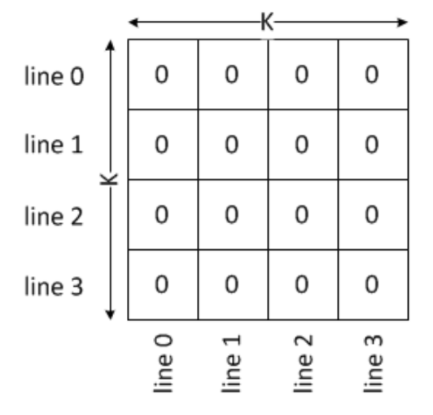 K
line 0 0 0 0 0
line 1 0 0 0 0
K
line 2 0 0 0 0
line 3 0 0 0 0
line 0 line 1 line 2 line 3